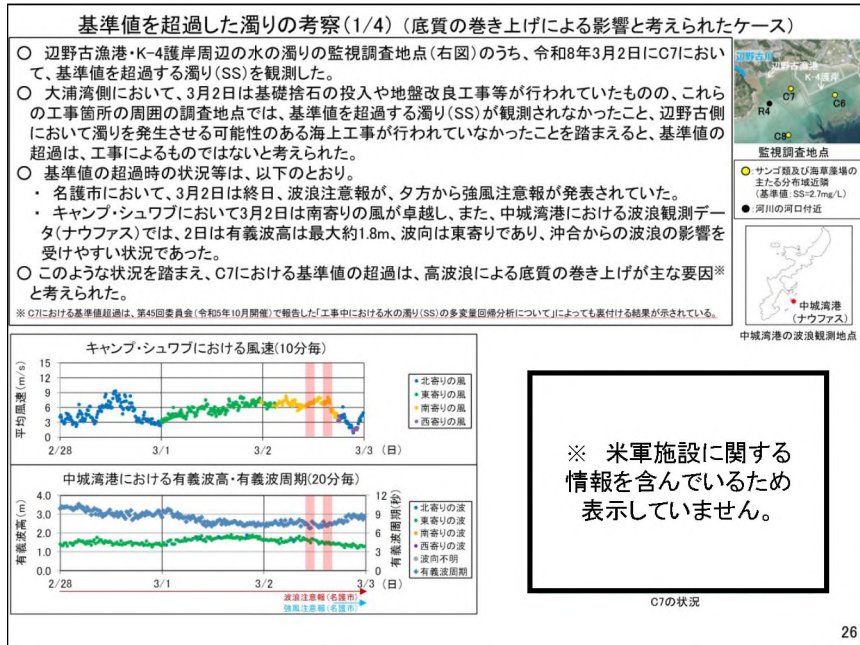 基準値を超過した濁りの考察(1/4) (底質の巻き上げによる影響と考えられたケース)
○ 辺野古漁港・K-4護岸周辺の水の濁りの監視調査地点(右図)のうち、令和8年3月2日にC7におい
て、基準値を超過する濁り(SS)を観測した。
○ 大浦湾側において、3月2日は基礎捨石の投入や地盤改良工事等が行われていたものの、これら
の工事箇所の周囲の調査地点では、基準値を超過する濁り(SS)が観測されなかったこと、辺野古側
において濁りを発生させる可能性のある海上工事が行われていなかったことを踏まえると、基準値の
超過は、工事によるものではないと考えられた。
○ 基準値の超過時の状況等は、以下のとおり。
・ 名護市において、3月2日は終日、波浪注意報が、夕方から強風注意報が発表されていた。
・ キャンプ・シュワブにおいて3月2日は南寄りの風が卓越し、また、中城湾港における波浪観測デー
タ(ナウファス)では、2日は有義波高は最大約1.8m、波向は東寄りであり、沖合からの波浪の影響を
受けやすい状況であった。
○ このような状況を踏まえ、C7における基準値の超過は、高波浪による底質の巻き上げが主な要因※
と考えられた。
※ C7における基準値超過は、第45回委員会(令和5年10月開催)で報告した「工事中における水の濁り(SS)の多変量回帰分析について」によっても裏付ける結果が示されている。
辺野古川
辺野古漁港
K-4護岸
C7
C6
R4
C8
監視調査地点
○:サンゴ類及び海草藻場の
主たる分布域近隣
(基準値:SS=2.7mg/L)
●:河川の河口付近
中城湾港
(ナウファス)
中城湾港の波浪観測地点
キャンプ・シュワブにおける風速(10分毎)
平均風速(m/s)
15
12
9
6
3
0
2/28
3/1
3/2
3/3
(日)
北寄りの風
東寄りの風
南寄りの風
西寄りの風
中城湾港における有義波高・有義波周期(20分毎)
有義波高(m)
4.0
3.0
2.0
1.0
0.0
有義波周期(秒)
12
9
6
3
0
2/28
3/1
3/2
3/3
(日)
北寄りの波
東寄りの波
南寄りの波
西寄りの波
波向不明
有義波周期
波浪注意報(名護市)
強風注意報(名護市)
※ 米軍施設に関する
情報を含んでいるため
表示していません。
C7の状況
26